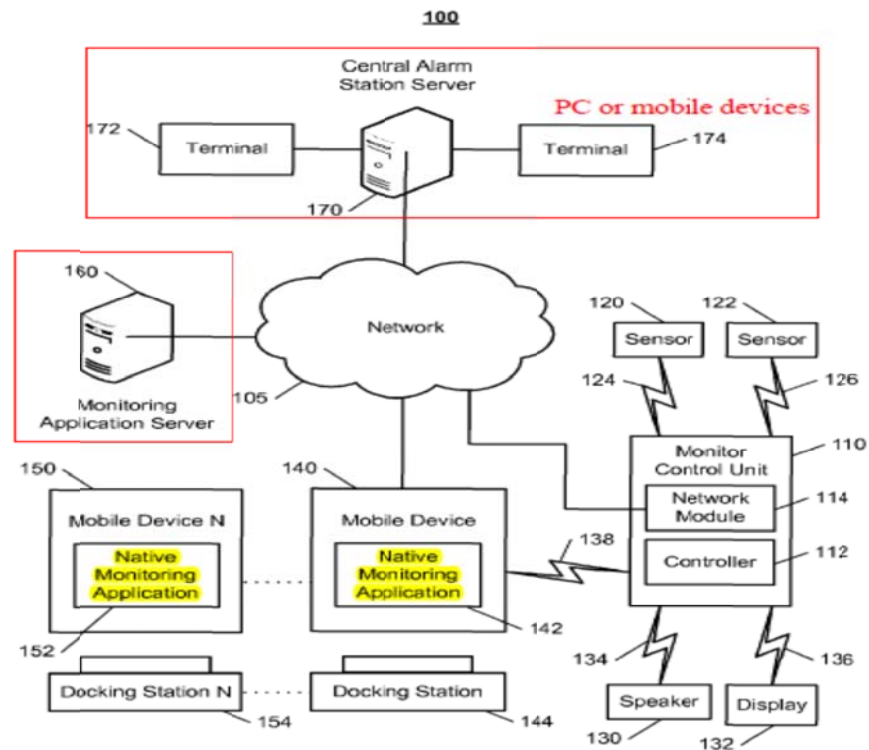 100
Central Alarm
Station Server
PC or mobile devices
172
Terminal
Terminal
174
170
160
Network
120
122
Sensor
Sensor
124
126
Monitoring
Application Server
105
150
140
Monitor
Control Unit
110
Mobile Device N
Mobile Device
Network
Module
114
Native
Monitoring
Application
Native
Monitoring
Application
138
Controller
112
152
142
134
136
Docking Station N
Docking Station
Speaker
Display
154
144
130
132